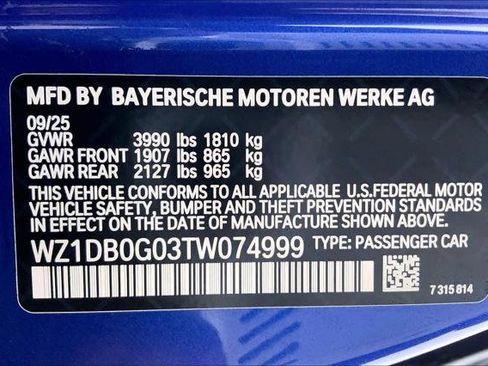 MFD BY BAYERISCHE MOTOREN WERKE AG
09/25
GVWR 3990 lbs 1810 kg
GAWR FRONT 1907 lbs 865 kg
GAWR REAR 2127 lbs 965 kg
THIS VEHICLE CONFORMS TO ALL APPLICABLE U.S.FEDERAL MOTOR
VEHICLE SAFETY, BUMPER AND THEFT PREVENTION STANDARDS
IN EFFECT ON THE DATE OF MANUFACTURE SHOWN ABOVE.
WZ1DB0G03TW074999 TYPE: PASSENGER CAR
7 315 814